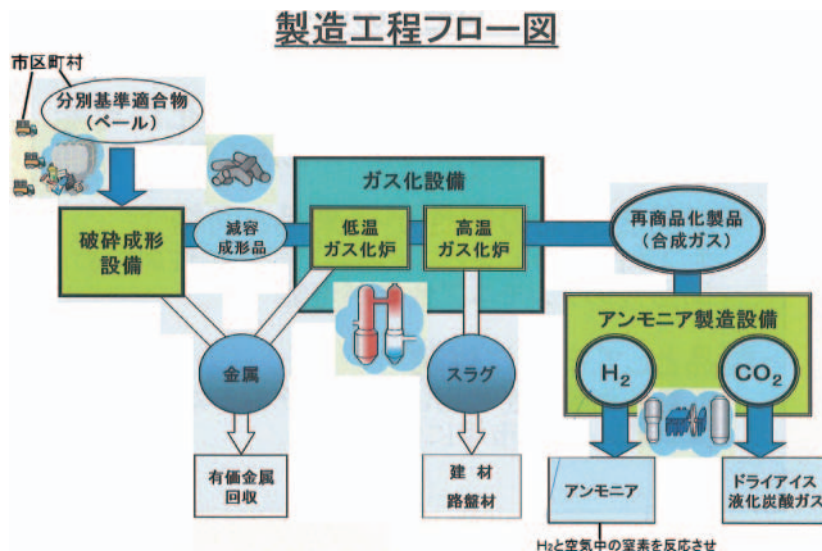 製造工程フロー図
市区町村
分別基準適合物
(ベール)
破砕成形
設備
減容
成形品
ガス化設備
低温
ガス化炉
高温
ガス化炉
再商品化製品
(合成ガス)
アンモニア製造設備
H₂
CO₂
金属
スラグ
有価金属
回収
建材
路盤材
アンモニア
ドライアイス
液化炭酸ガス
H₂と空気中の窒素を反応させ